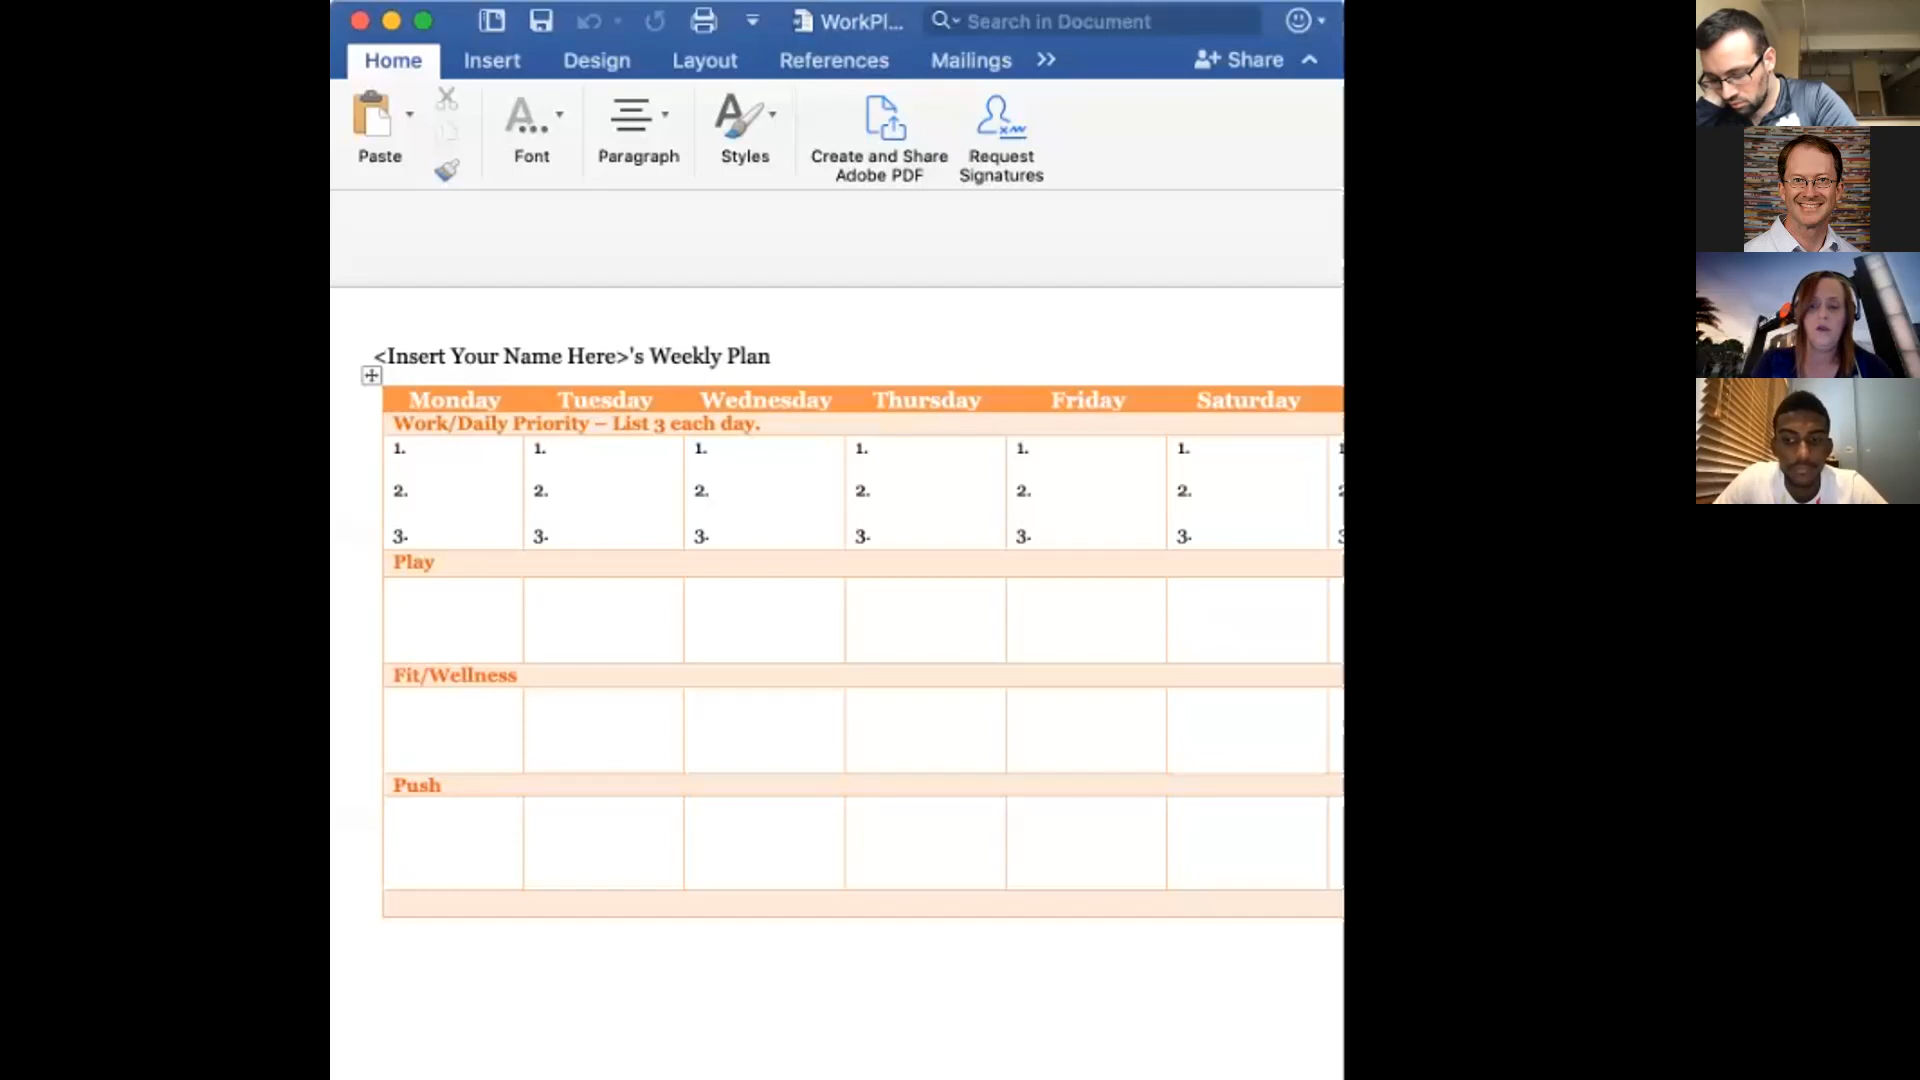 WorkPl...
Search in Document
Home Insert Design Layout References Mailings Share
Paste Font Paragraph Styles Create and Share Adobe PDF Request Signatures
<Insert Your Name Here>'s Weekly Plan
Monday Tuesday Wednesday Thursday Friday Saturday
Work/Daily Priority – List 3 each day.
1. 1. 1. 1. 1. 1.
2. 2. 2. 2. 2. 2.
3. 3. 3. 3. 3. 3.
Play
Fit/Wellness
Push